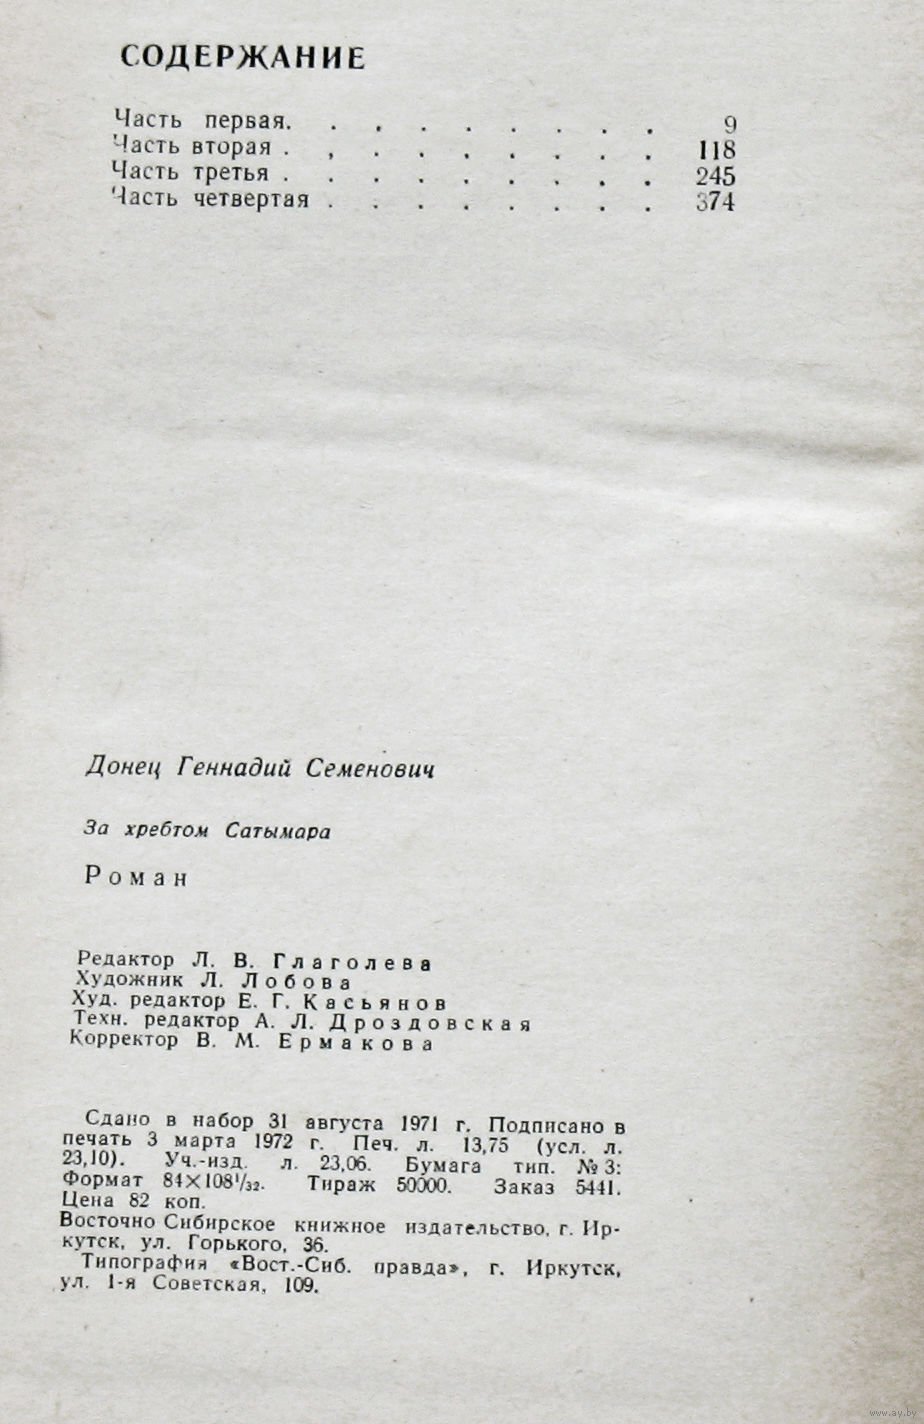 СОДЕРЖАНИЕ
Часть первая. . . . . . . . . 9
Часть вторая . , . . . . . . . 118
Часть третья . . . . . . . . . 245
Часть четвертая . . . . . . . . 374
Донец Геннадий Семенович
За хребтом Сатымара
Роман
Редактор Л. В. Глаголева
Художник Л. Лобова
Худ. редактор Е. Г. Касьянов
Техн. редактор А. Л. Дроздовская
Корректор В. М. Ермакова
Сдано в набор 31 августа 1971 г. Подписано в
печать 3 марта 1972 г. Печ. л. 13,75 (усл. л.
23,10). Уч.-изд. л. 23,06. Бумага тип. № 3:
Формат 84×108¹/₃₂. Тираж 50000. Заказ 5441.
Цена 82 коп.
Восточно Сибирское книжное издательство, г. Ир-
кутск, ул. Горького, 36.
Типография «Вост.-Сиб. правда», г. Иркутск,
ул. 1-я Советская, 109.
www.ay.by